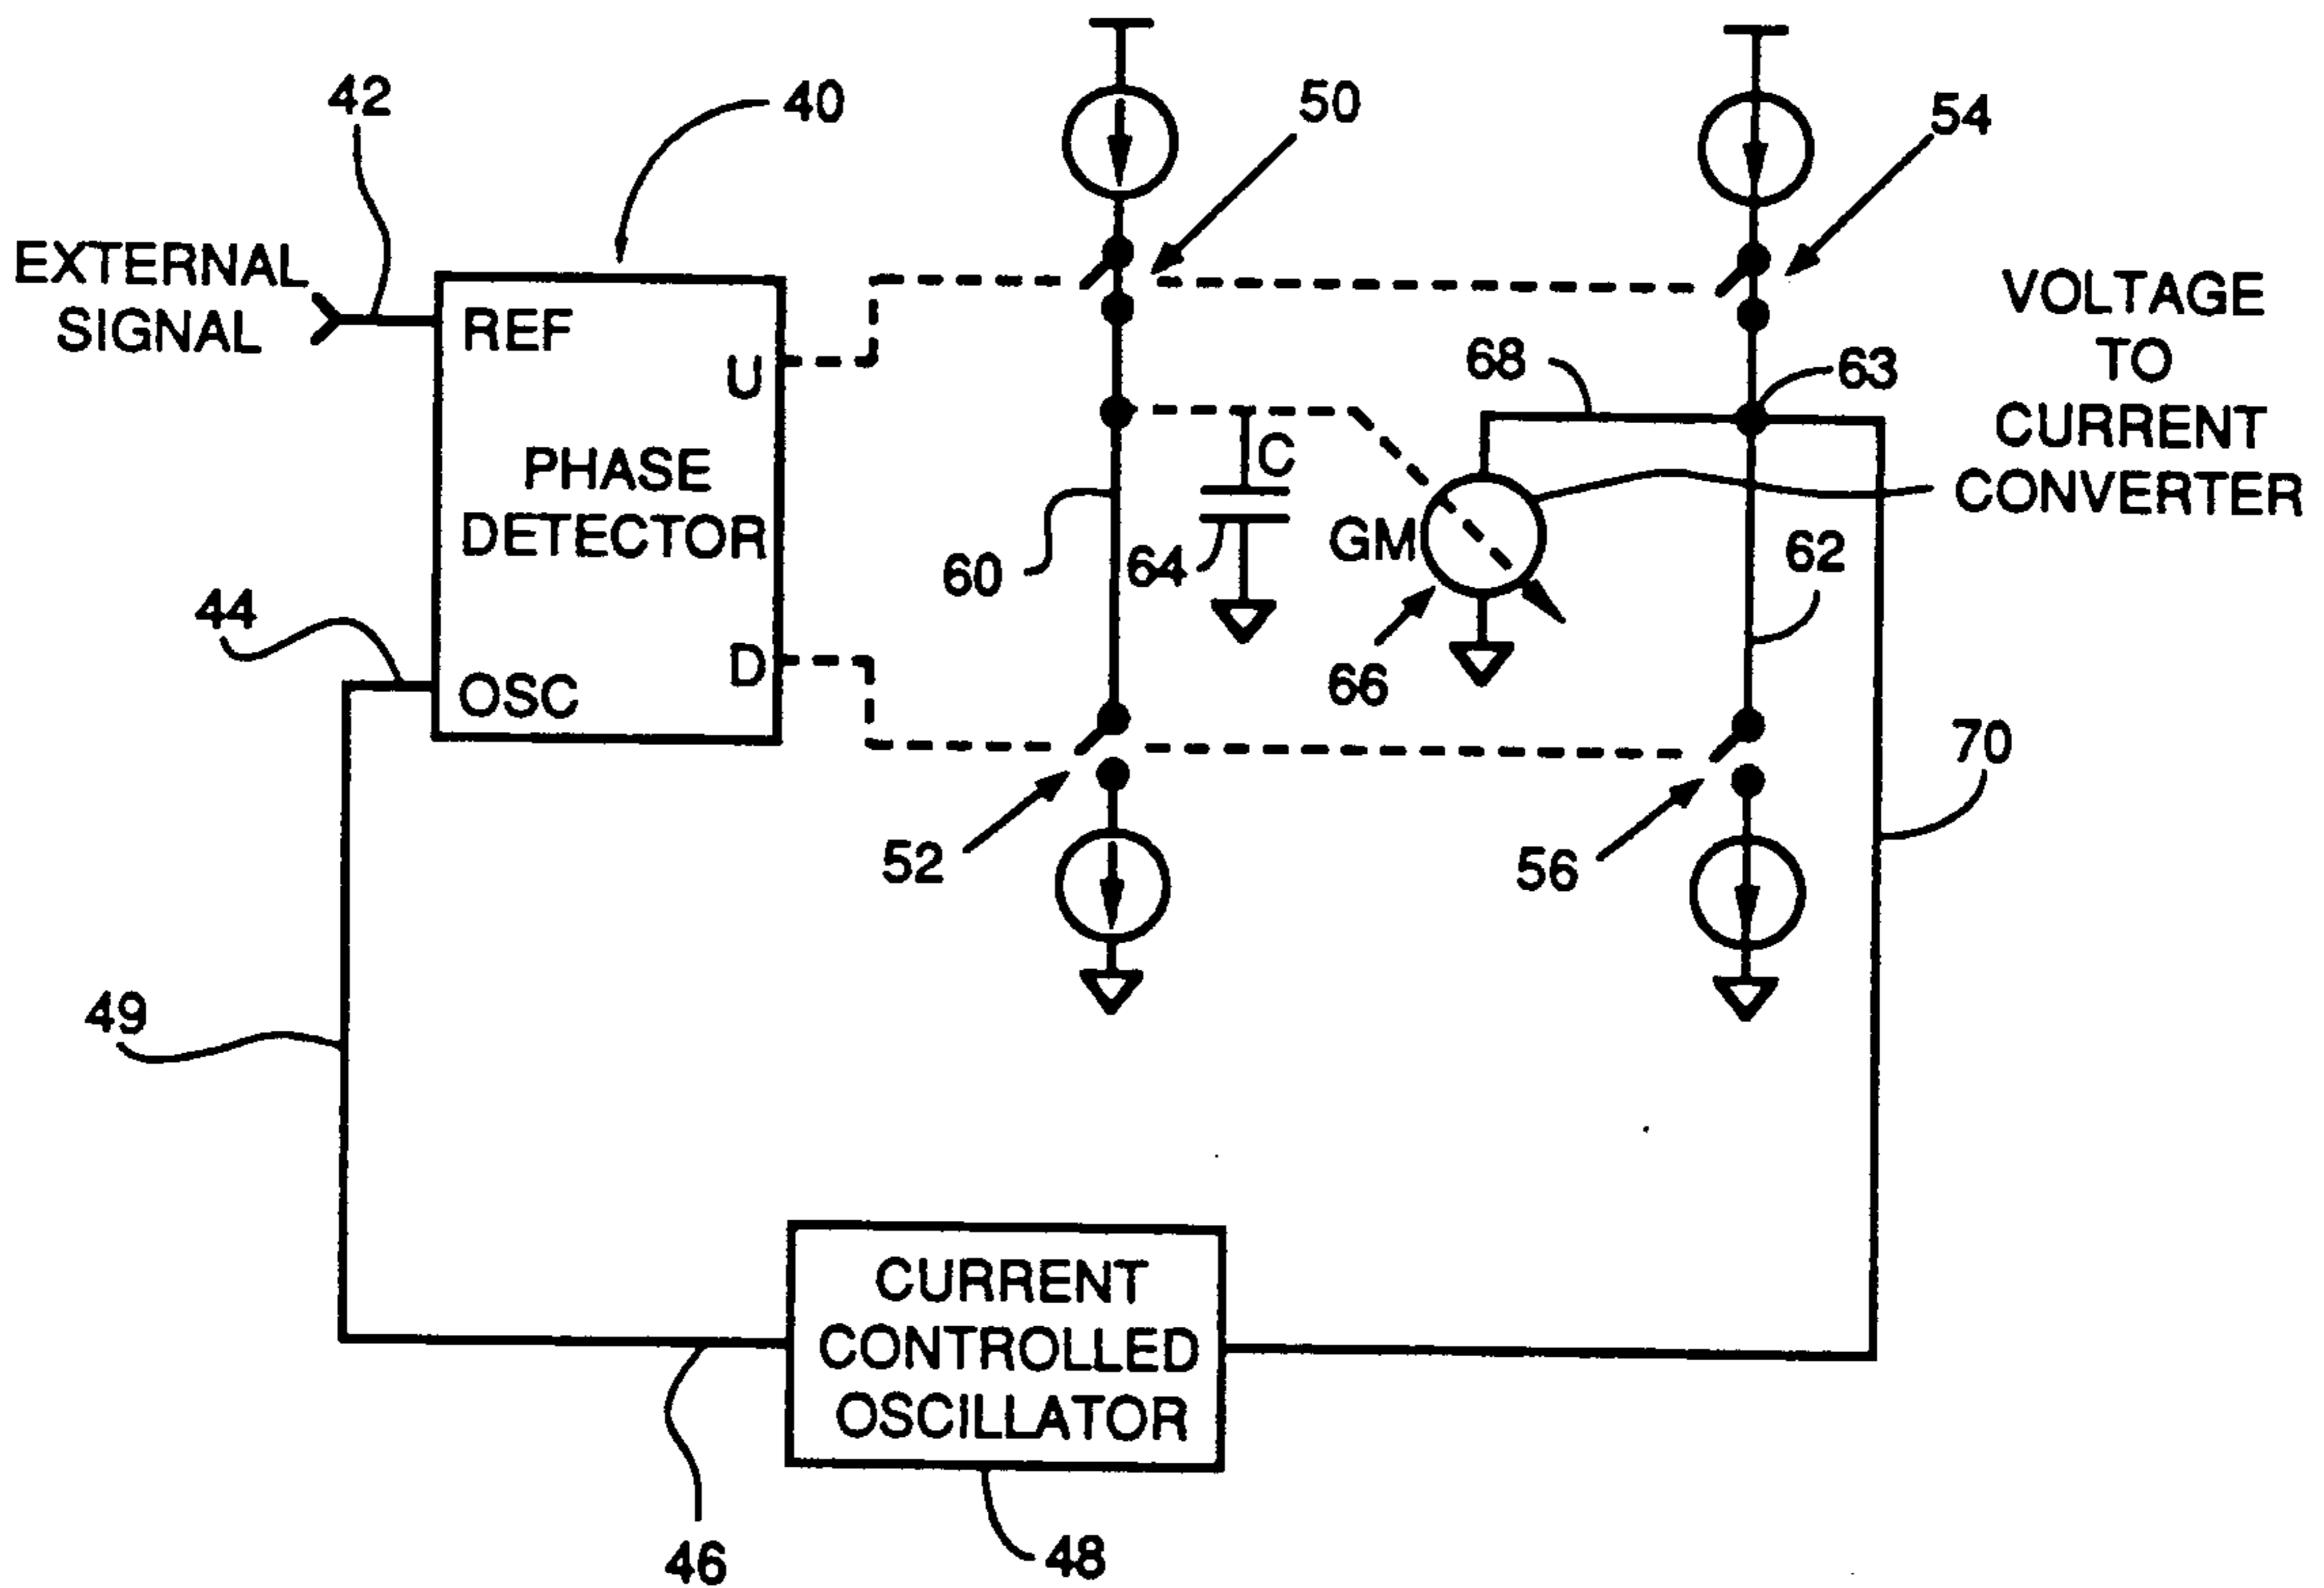 42
40
50
54
EXTERNAL
SIGNAL
REF
U
PHASE
DETECTOR
D
OSC
44
49
60
C
64
GM
66
68
63
62
VOLTAGE
TO
CURRENT
CONVERTER
52
56
70
CURRENT
CONTROLLED
OSCILLATOR
46
48